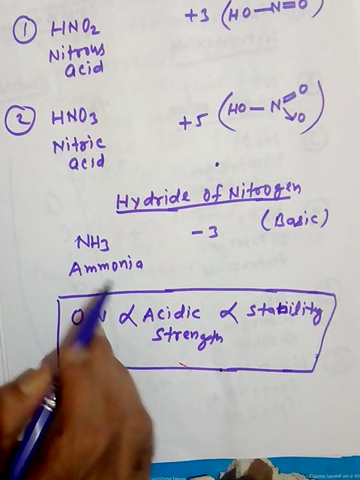 ① HNO2 +3 (HO—N=O)
Nitrous
acid
② HNO3 +5 (HO—N=O
Nitric →O)
acid
Hydride of Nitrogen
NH3 -3 (Basic)
Ammonia
O N ∝ Acidic ∝ Stability
Strength